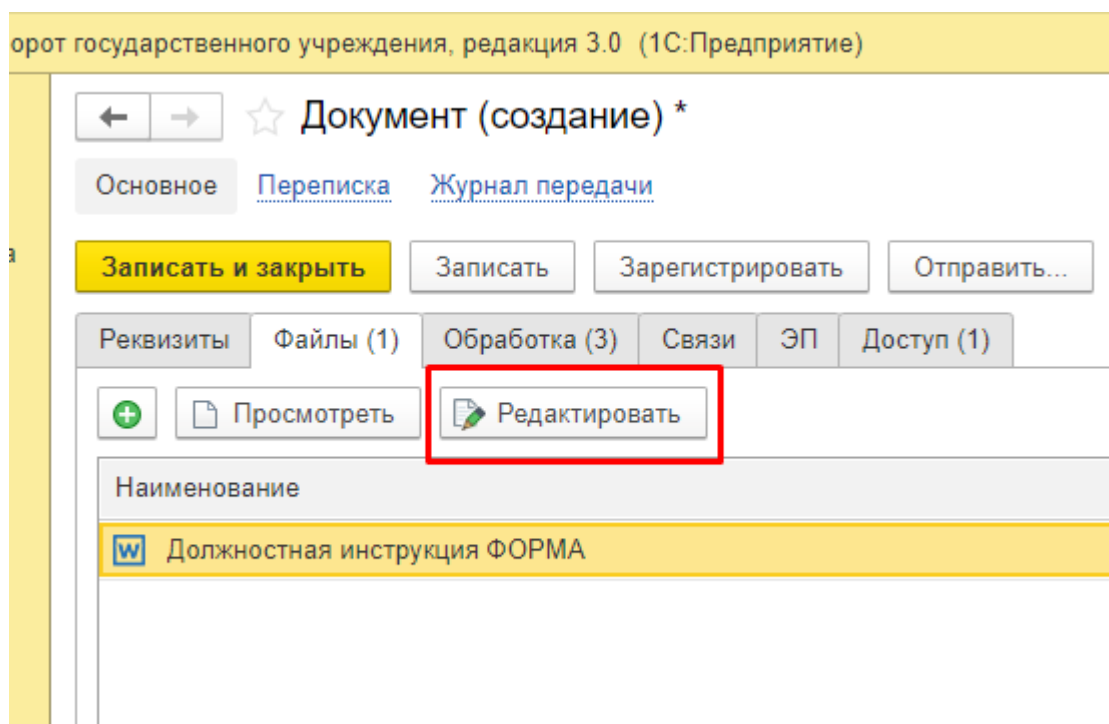 орот государственного учреждения, редакция 3.0 (1С:Предприятие)
Документ (создание) *
Основное Переписка Журнал передачи
Записать и закрыть Записать Зарегистрировать Отправить...
Реквизиты Файлы (1) Обработка (3) Связи ЭП Доступ (1)
Просмотреть Редактировать
Наименование
Должностная инструкция ФОРМА